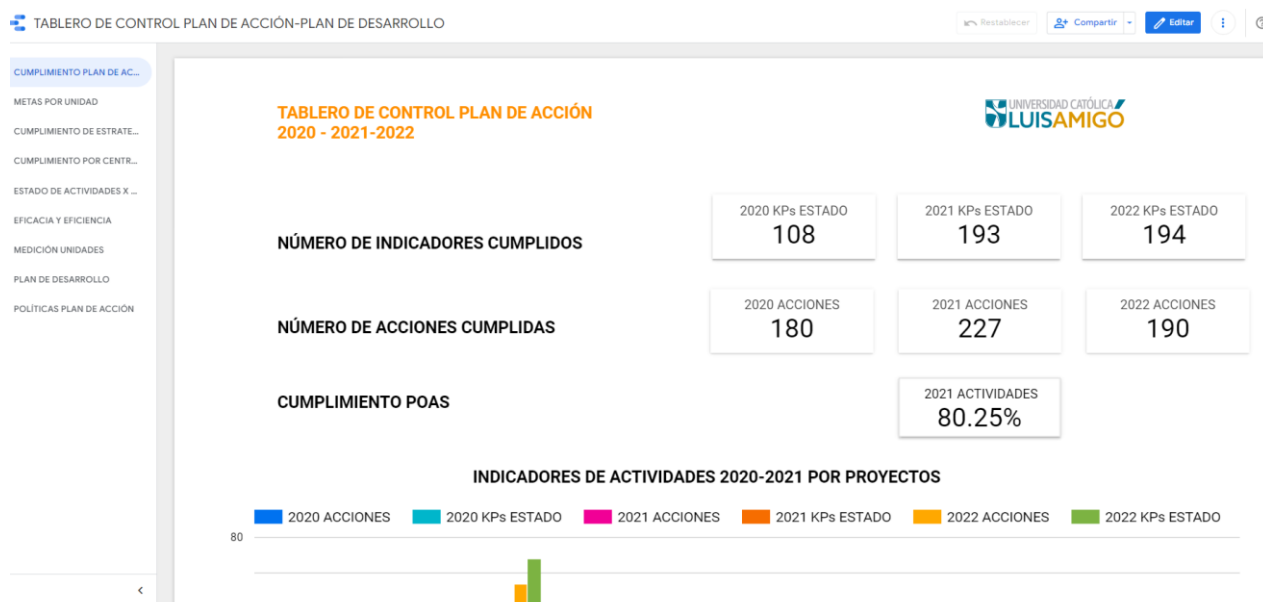 TABLERO DE CONTROL PLAN DE ACCIÓN-PLAN DE DESARROLLO
Restablecer
Compartir
Editar
CUMPLIMIENTO PLAN DE AC...
METAS POR UNIDAD
CUMPLIMIENTO DE ESTRATE...
CUMPLIMIENTO POR CENTR...
ESTADO DE ACTIVIDADES X ...
EFICACIA Y EFICIENCIA
MEDICIÓN UNIDADES
PLAN DE DESARROLLO
POLÍTICAS PLAN DE ACCIÓN
TABLERO DE CONTROL PLAN DE ACCIÓN
2020 - 2021-2022
UNIVERSIDAD CATÓLICA
LUIS AMIGÓ
NÚMERO DE INDICADORES CUMPLIDOS
2020 KPs ESTADO
108
2021 KPs ESTADO
193
2022 KPs ESTADO
194
NÚMERO DE ACCIONES CUMPLIDAS
2020 ACCIONES
180
2021 ACCIONES
227
2022 ACCIONES
190
CUMPLIMIENTO POAS
2021 ACTIVIDADES
80.25%
INDICADORES DE ACTIVIDADES 2020-2021 POR PROYECTOS
2020 ACCIONES
2020 KPs ESTADO
2021 ACCIONES
2021 KPs ESTADO
2022 ACCIONES
2022 KPs ESTADO
80